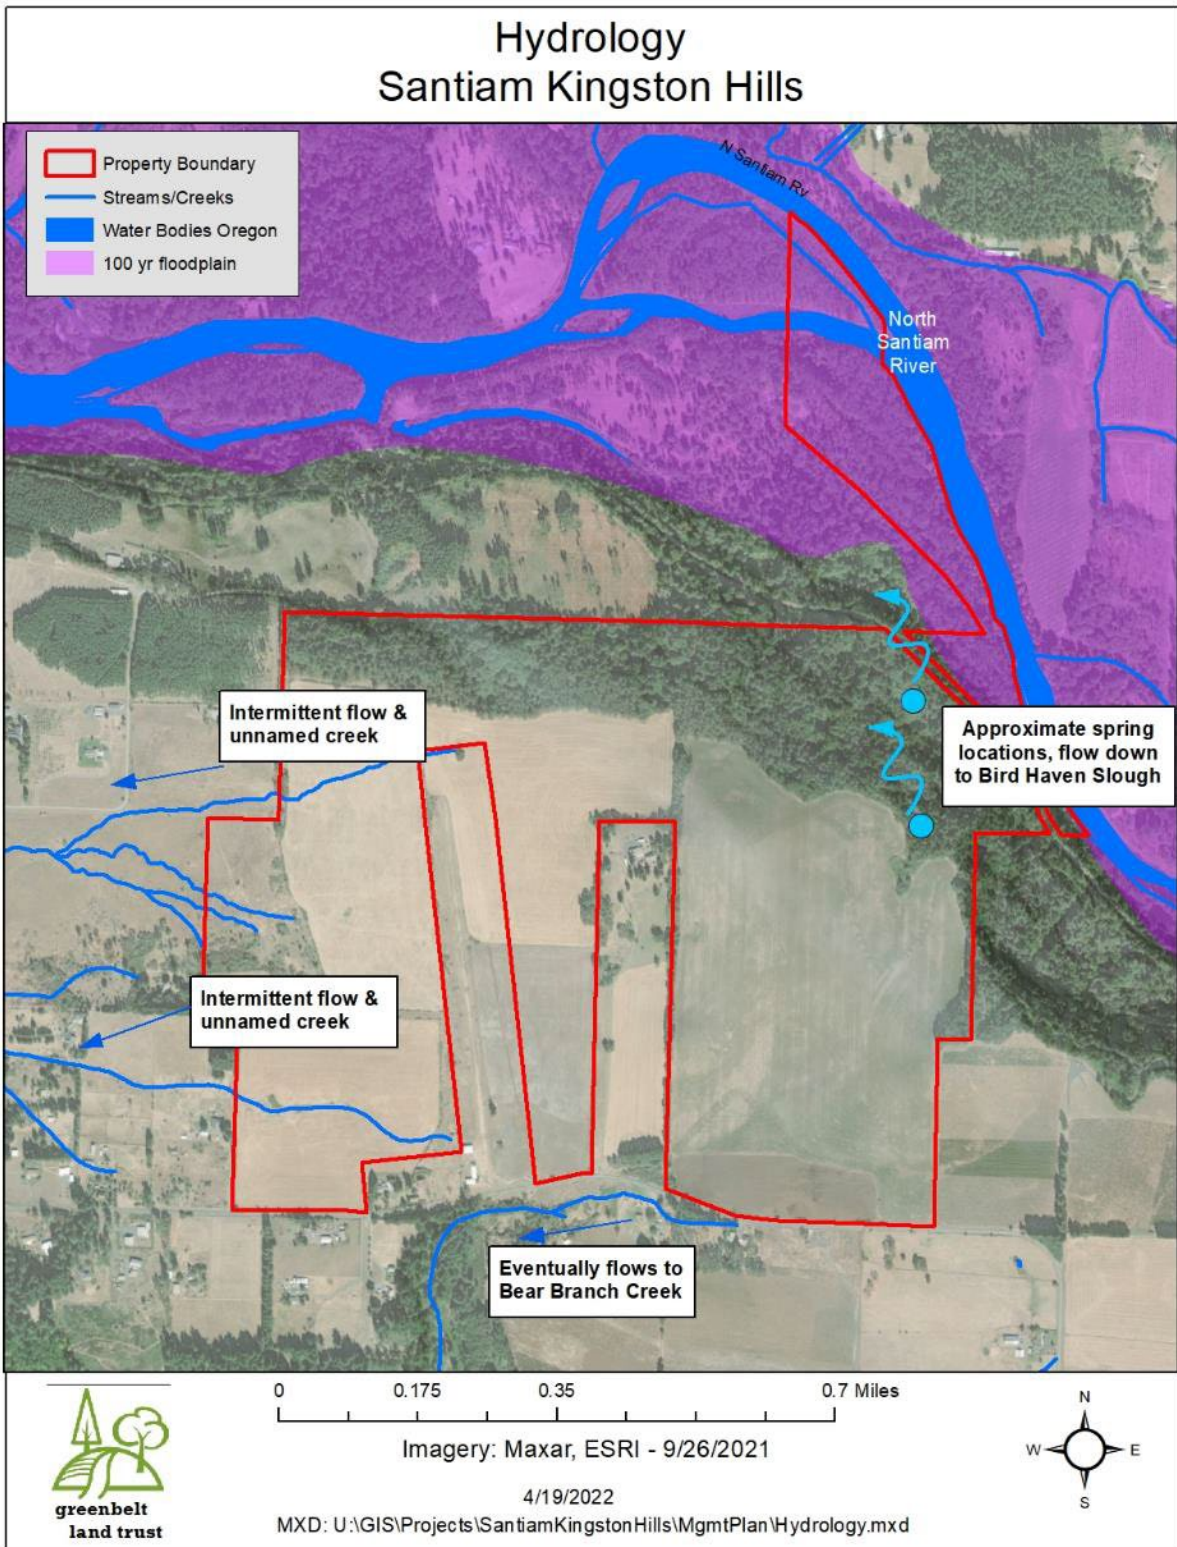 Hydrology
Santiam Kingston Hills
Property Boundary
Streams/Creeks
Water Bodies Oregon
100 yr floodplain
N Santiam Rv
North
Santiam
River
Intermittent flow &
unnamed creek
Approximate spring
locations, flow down
to Bird Haven Slough
Intermittent flow &
unnamed creek
Eventually flows to
Bear Branch Creek
0 0.175 0.35 0.7 Miles
Imagery: Maxar, ESRI - 9/26/2021
4/19/2022
MXD: U:\GIS\Projects\SantiamKingstonHills\MgmtPlan\Hydrology.mxd
greenbelt
land trust
N
W E
S